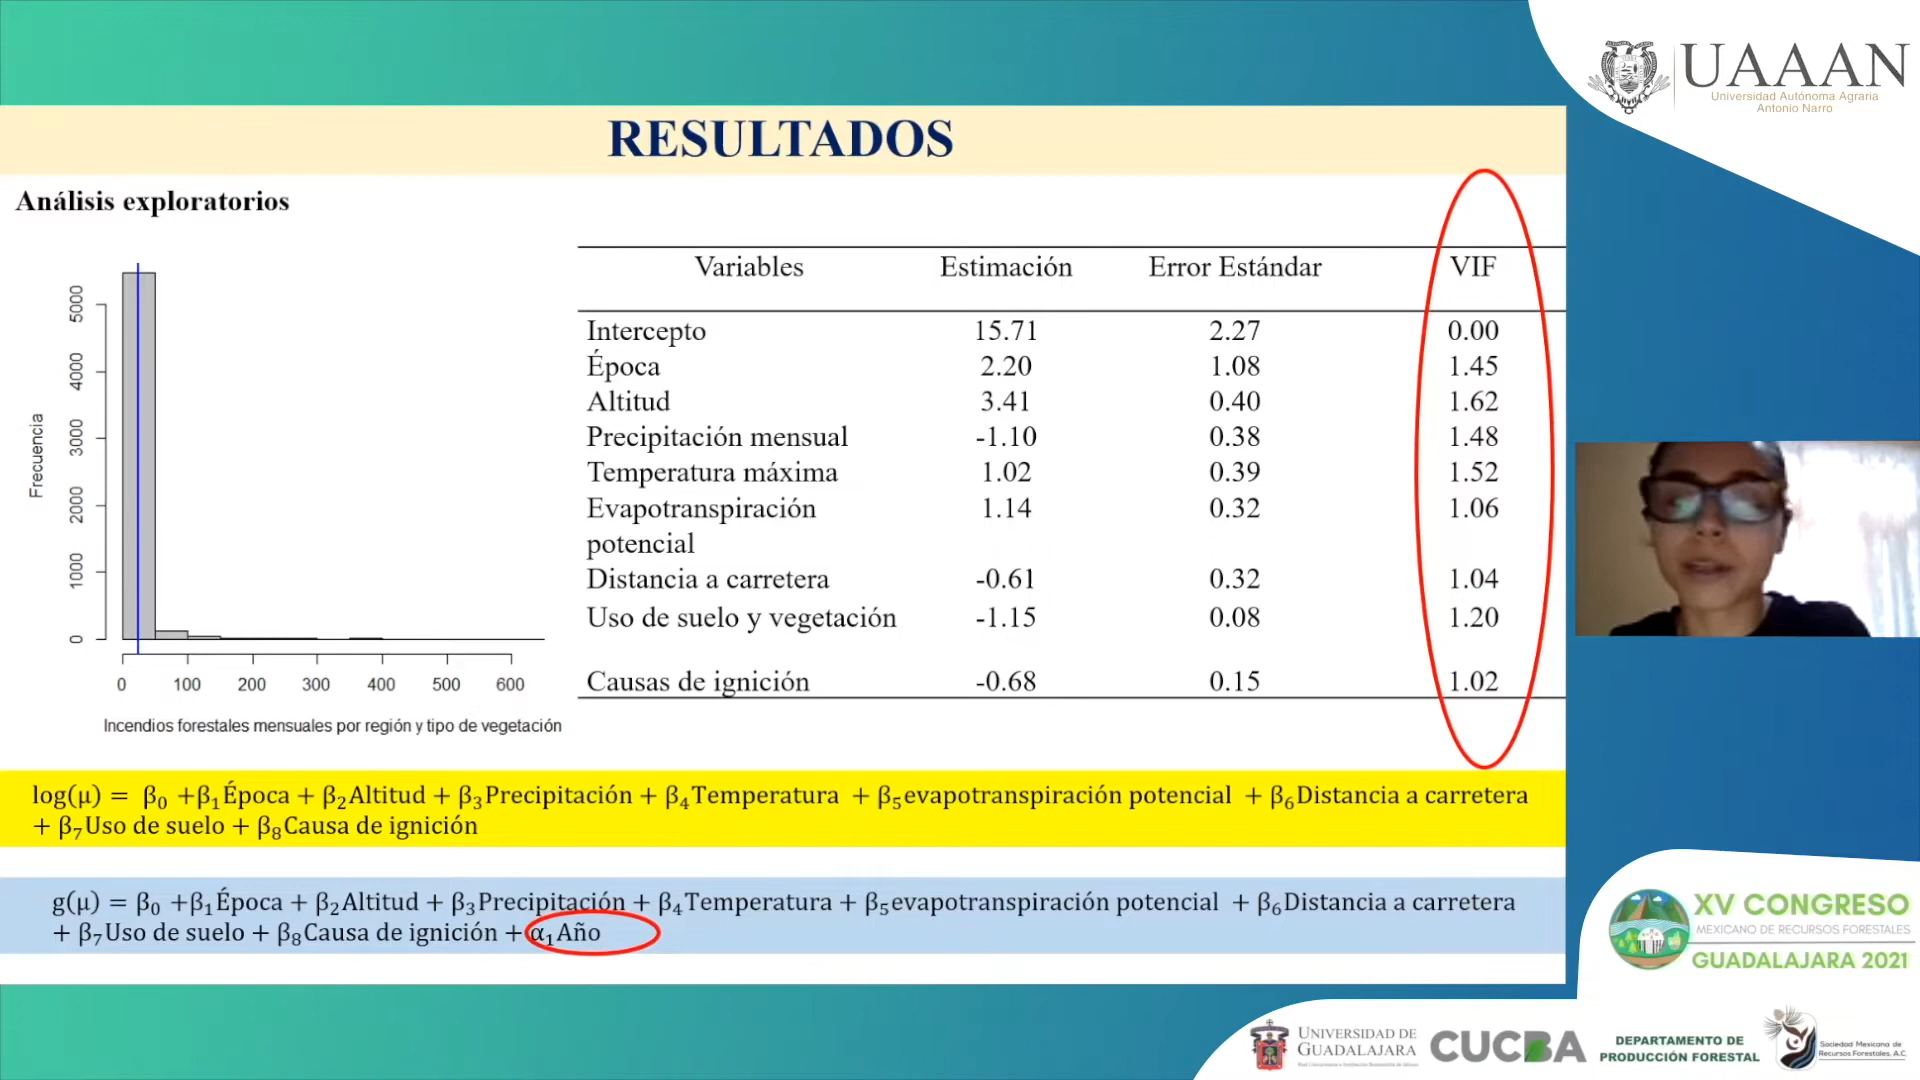 UAAAN
Universidad Autónoma Agraria
Antonio Narro
RESULTADOS
Análisis exploratorios
Frecuencia
5000
4000
3000
2000
1000
0
0 100 200 300 400 500 600
Incendios forestales mensuales por región y tipo de vegetación
Variables Estimación Error Estándar VIF
Intercepto 15.71 2.27 0.00
Época 2.20 1.08 1.45
Altitud 3.41 0.40 1.62
Precipitación mensual -1.10 0.38 1.48
Temperatura máxima 1.02 0.39 1.52
Evapotranspiración 1.14 0.32 1.06
potencial
Distancia a carretera -0.61 0.32 1.04
Uso de suelo y vegetación -1.15 0.08 1.20
Causas de ignición -0.68 0.15 1.02
log(μ) = β₀ +β₁Época + β₂Altitud + β₃Precipitación + β₄Temperatura + β₅evapotranspiración potencial + β₆Distancia a carretera
+ β₇Uso de suelo + β₈Causa de ignición
g(μ) = β₀ +β₁Época + β₂Altitud + β₃Precipitación + β₄Temperatura + β₅evapotranspiración potencial + β₆Distancia a carretera
+ β₇Uso de suelo + β₈Causa de ignición + α₁Año
XV CONGRESO
MEXICANO DE RECURSOS FORESTALES
GUADALAJARA 2021
UNIVERSIDAD DE
GUADALAJARA
CUCBA
DEPARTAMENTO DE
PRODUCCIÓN FORESTAL
Sociedad Mexicana de
Recursos Forestales, A.C.